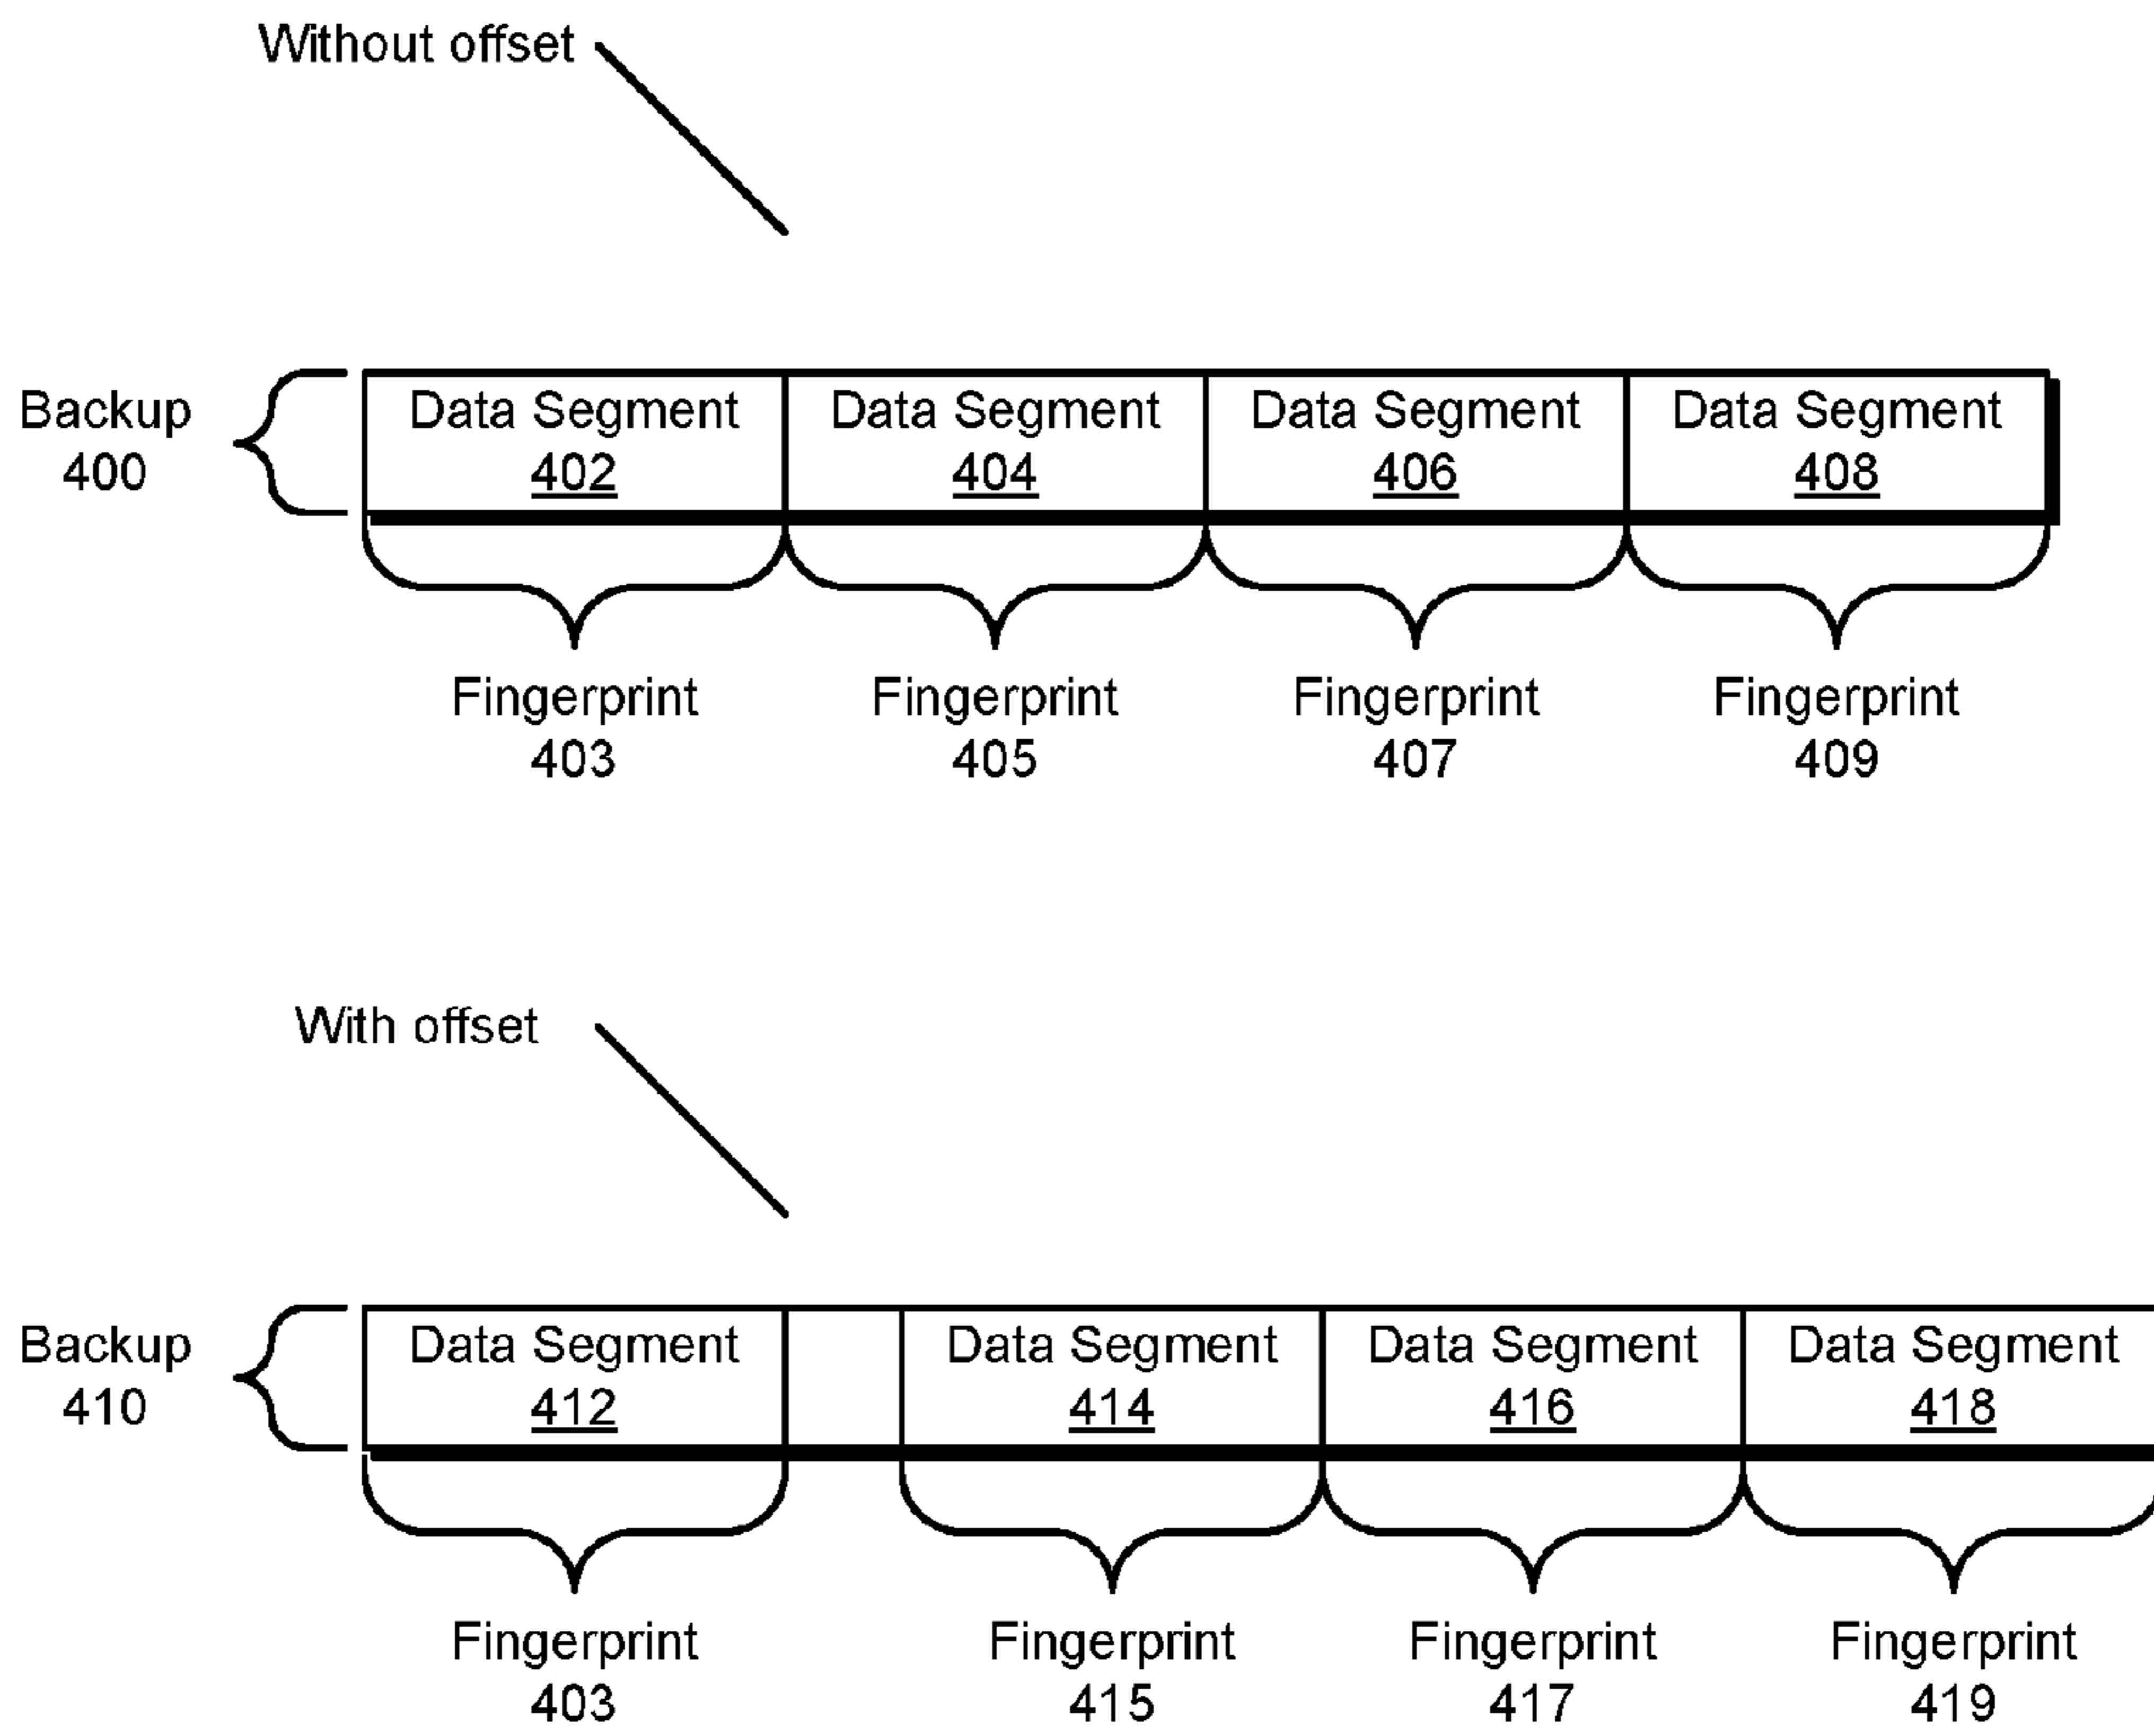 Without offset
Backup
400
Data Segment
402
Data Segment
404
Data Segment
406
Data Segment
408
Fingerprint
403
Fingerprint
405
Fingerprint
407
Fingerprint
409
With offset
Backup
410
Data Segment
412
Data Segment
414
Data Segment
416
Data Segment
418
Fingerprint
403
Fingerprint
415
Fingerprint
417
Fingerprint
419